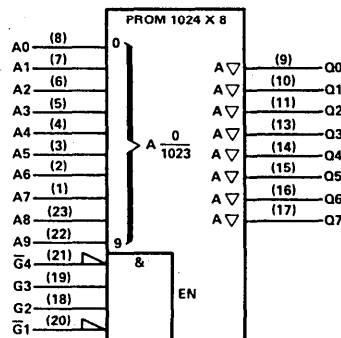 PROM 1024 X 8
A0 (8) 0 A▽ (9) Q0
A1 (7) A▽ (10) Q1
A2 (6) A▽ (11) Q2
A3 (5) A▽ (13) Q3
A4 (4) A 0/1023 A▽ (14) Q4
A5 (3) A▽ (15) Q5
A6 (2) A▽ (16) Q6
A7 (1) A▽ (17) Q7
A8 (23)
A9 (22) 9
G̅4 (21) &
G3 (19) EN
G2 (18)
G̅1 (20)